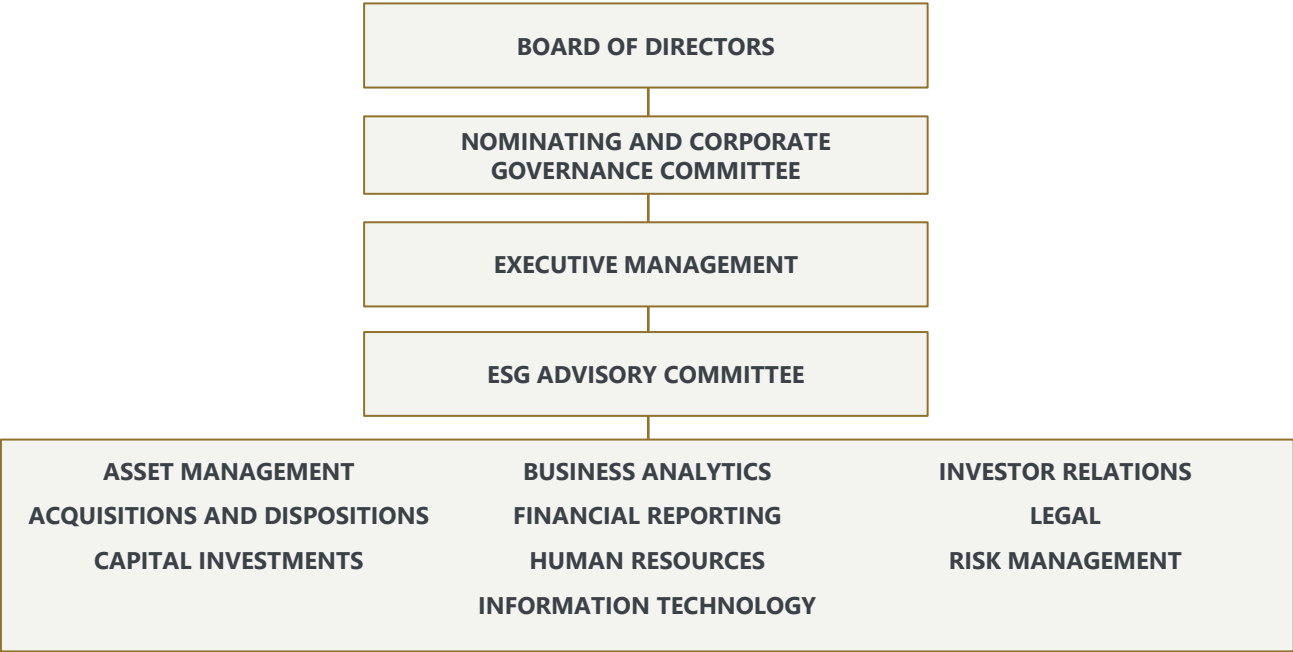 BOARD OF DIRECTORS
NOMINATING AND CORPORATE
GOVERNANCE COMMITTEE
EXECUTIVE MANAGEMENT
ESG ADVISORY COMMITTEE
ASSET MANAGEMENT
ACQUISITIONS AND DISPOSITIONS
CAPITAL INVESTMENTS
BUSINESS ANALYTICS
FINANCIAL REPORTING
HUMAN RESOURCES
INFORMATION TECHNOLOGY
INVESTOR RELATIONS
LEGAL
RISK MANAGEMENT